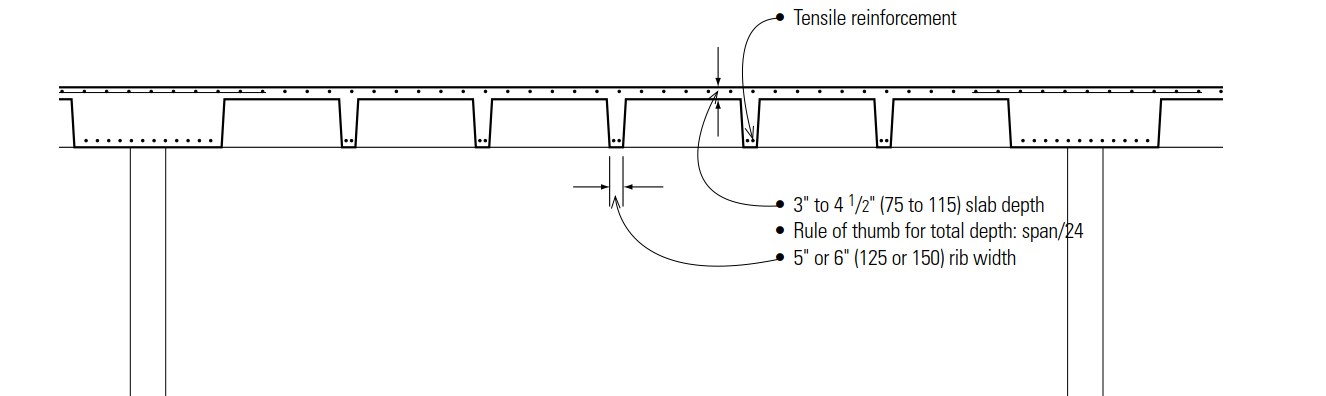 ● Tensile reinforcement
● 3" to 4 1/2" (75 to 115) slab depth
● Rule of thumb for total depth: span/24
● 5" or 6" (125 or 150) rib width